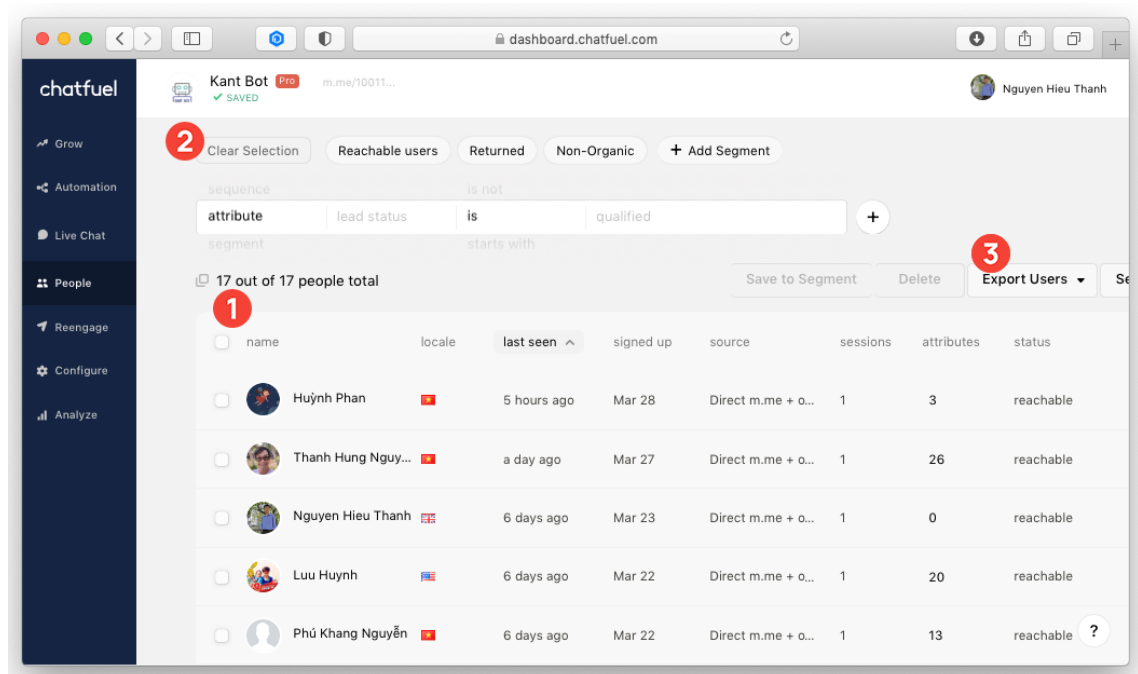 dashboard.chatfuel.com
chatfuel
Kant Bot Pro m.me/10011...
SAVED
Nguyen Hieu Thanh
Grow
Automation
Live Chat
People
Reengage
Configure
Analyze
2 Clear Selection Reachable users Returned Non-Organic + Add Segment
sequence is not
attribute lead status is qualified +
segment starts with
3
17 out of 17 people total Save to Segment Delete Export Users Se
1
name locale last seen signed up source sessions attributes status
Huỳnh Phan 5 hours ago Mar 28 Direct m.me + o... 1 3 reachable
Thanh Hung Nguy... a day ago Mar 27 Direct m.me + o... 1 26 reachable
Nguyen Hieu Thanh 6 days ago Mar 23 Direct m.me + o... 1 0 reachable
Luu Huynh 6 days ago Mar 22 Direct m.me + o... 1 20 reachable
Phú Khang Nguyễn 6 days ago Mar 22 Direct m.me + o... 1 13 reachable ?